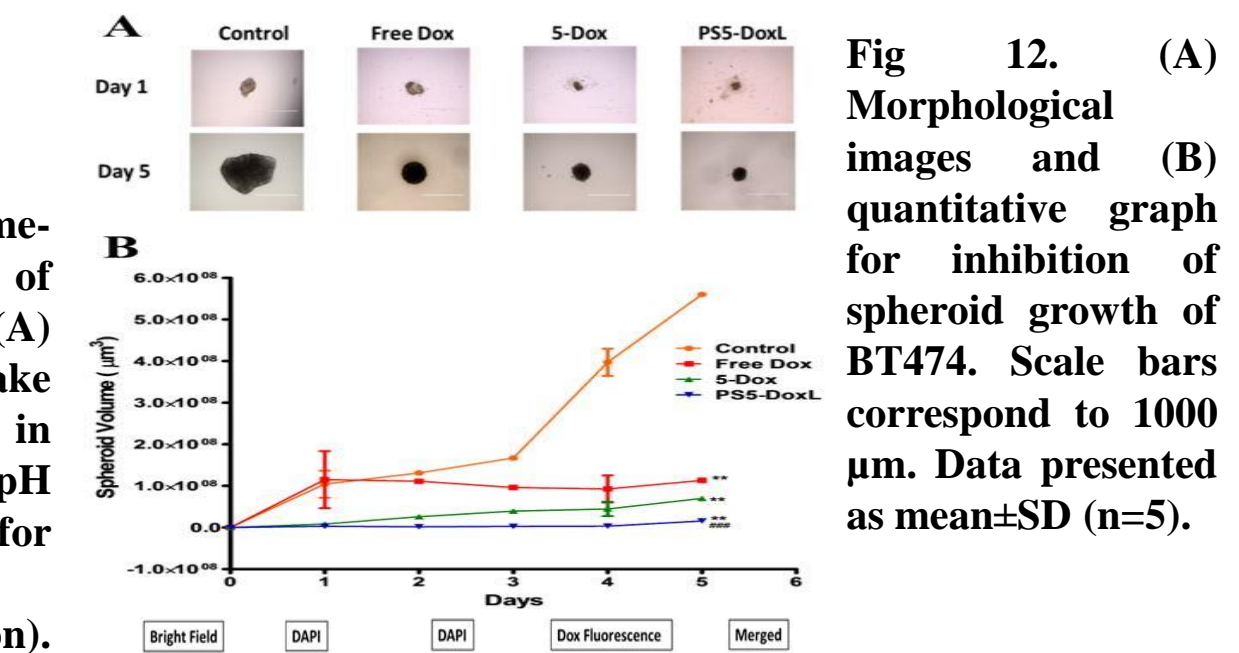 me-
of
(A)
ake
in
pH
for
on).
A
Control Free Dox 5-Dox PS5-DoxL
Day 1
Day 5
B
6.0×10⁰⁸
5.0×10⁰⁸
4.0×10⁰⁸
3.0×10⁰⁸
2.0×10⁰⁸
1.0×10⁰⁸
0.0
-1.0×10⁰⁸
Spheroid Volume ( µm³)
Control
Free Dox
5-Dox
PS5-DoxL
**
**
**
###
0 1 2 3 4 5 6
Days
Bright Field DAPI DAPI Dox Fluorescence Merged
Fig 12. (A)
Morphological
images and (B)
quantitative graph
for inhibition of
spheroid growth of
BT474. Scale bars
correspond to 1000
µm. Data presented
as mean±SD (n=5).